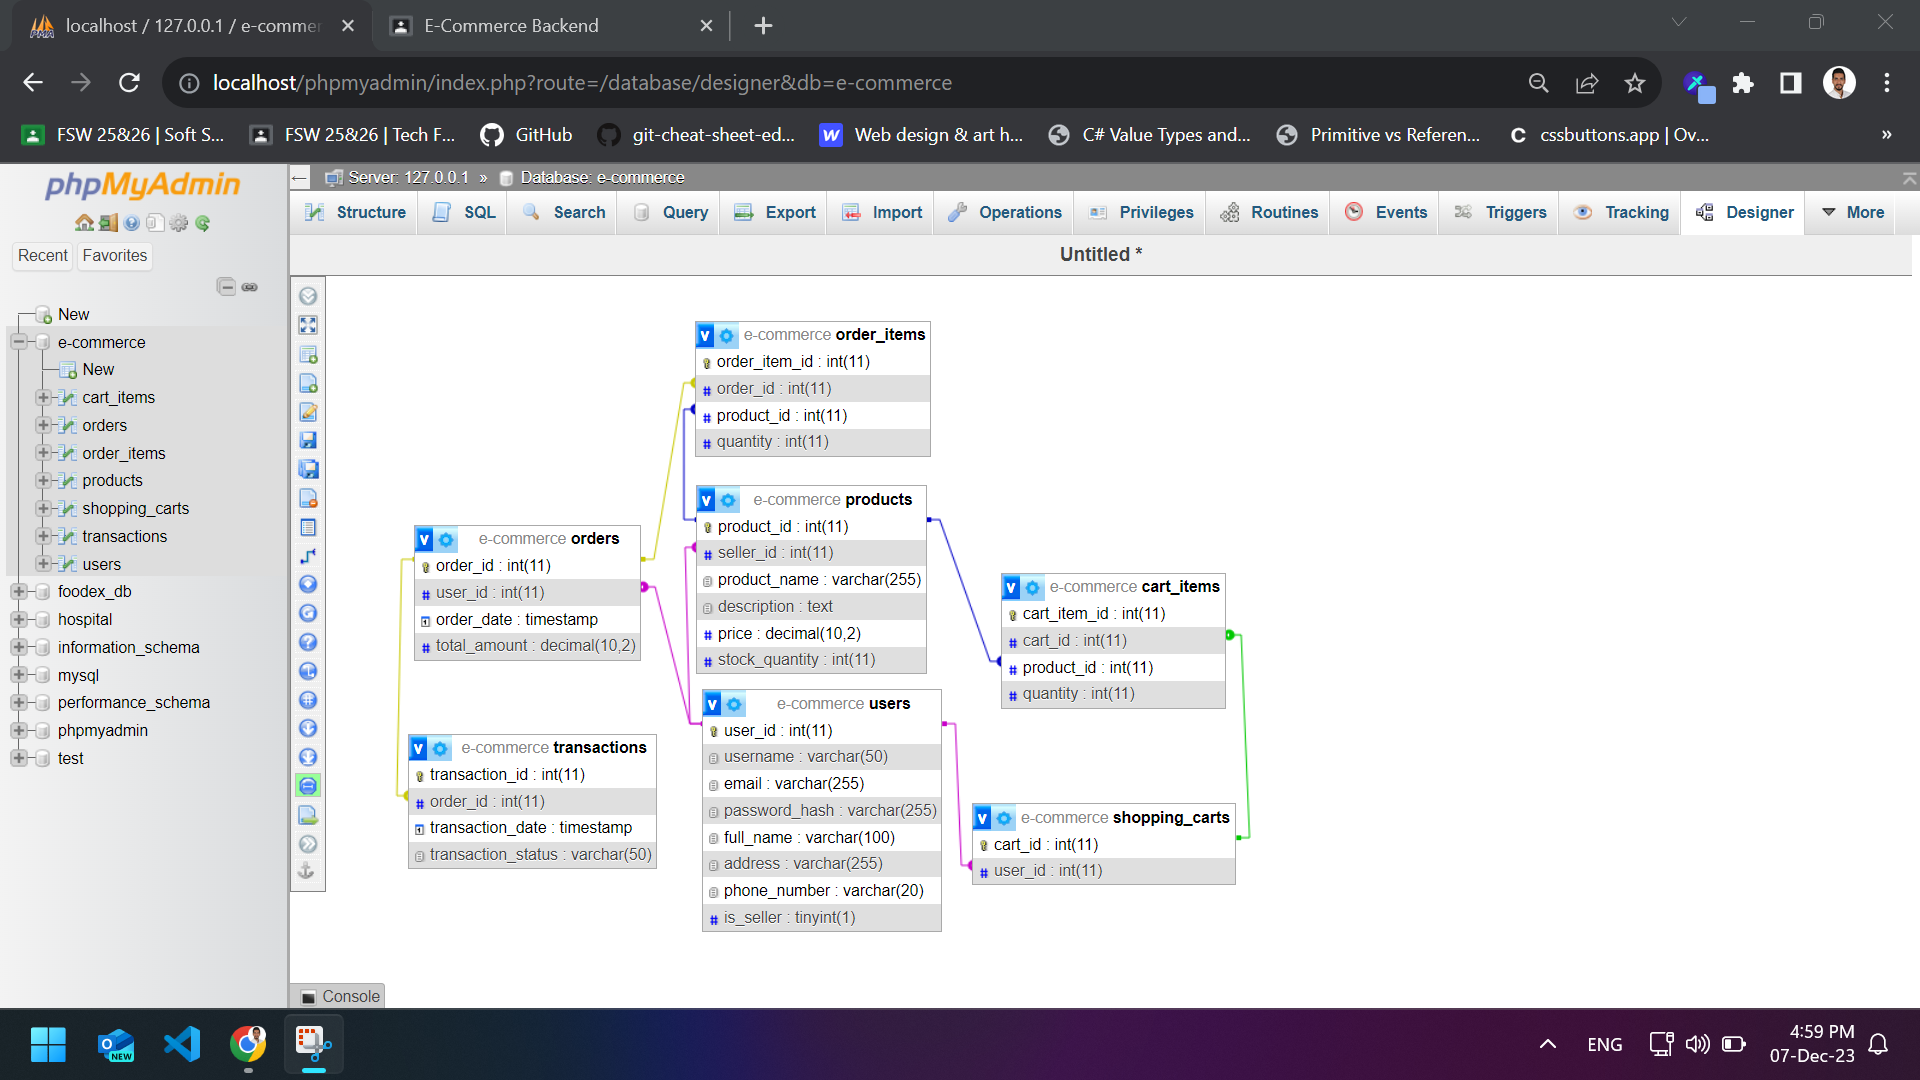 localhost / 127.0.0.1 / e-commer
E-Commerce Backend
localhost/phpmyadmin/index.php?route=/database/designer&db=e-commerce
FSW 25&26 | Soft S...
FSW 25&26 | Tech F...
GitHub
git-cheat-sheet-ed...
Web design & art h...
C# Value Types and...
Primitive vs Referen...
cssbuttons.app | Ov...
»
phpMyAdmin
Server: 127.0.0.1 » Database: e-commerce
Structure
SQL
Search
Query
Export
Import
Operations
Privileges
Routines
Events
Triggers
Tracking
Designer
More
Untitled *
Recent
Favorites
New
e-commerce
New
cart_items
orders
order_items
products
shopping_carts
transactions
users
foodex_db
hospital
information_schema
mysql
performance_schema
phpmyadmin
test
e-commerce order_items
order_item_id : int(11)
order_id : int(11)
product_id : int(11)
quantity : int(11)
e-commerce products
product_id : int(11)
seller_id : int(11)
product_name : varchar(255)
description : text
price : decimal(10,2)
stock_quantity : int(11)
e-commerce orders
order_id : int(11)
user_id : int(11)
order_date : timestamp
total_amount : decimal(10,2)
e-commerce cart_items
cart_item_id : int(11)
cart_id : int(11)
product_id : int(11)
quantity : int(11)
e-commerce users
user_id : int(11)
username : varchar(50)
email : varchar(255)
password_hash : varchar(255)
full_name : varchar(100)
address : varchar(255)
phone_number : varchar(20)
is_seller : tinyint(1)
e-commerce transactions
transaction_id : int(11)
order_id : int(11)
transaction_date : timestamp
transaction_status : varchar(50)
e-commerce shopping_carts
cart_id : int(11)
user_id : int(11)
Console
NEW
ENG
4:59 PM
07-Dec-23